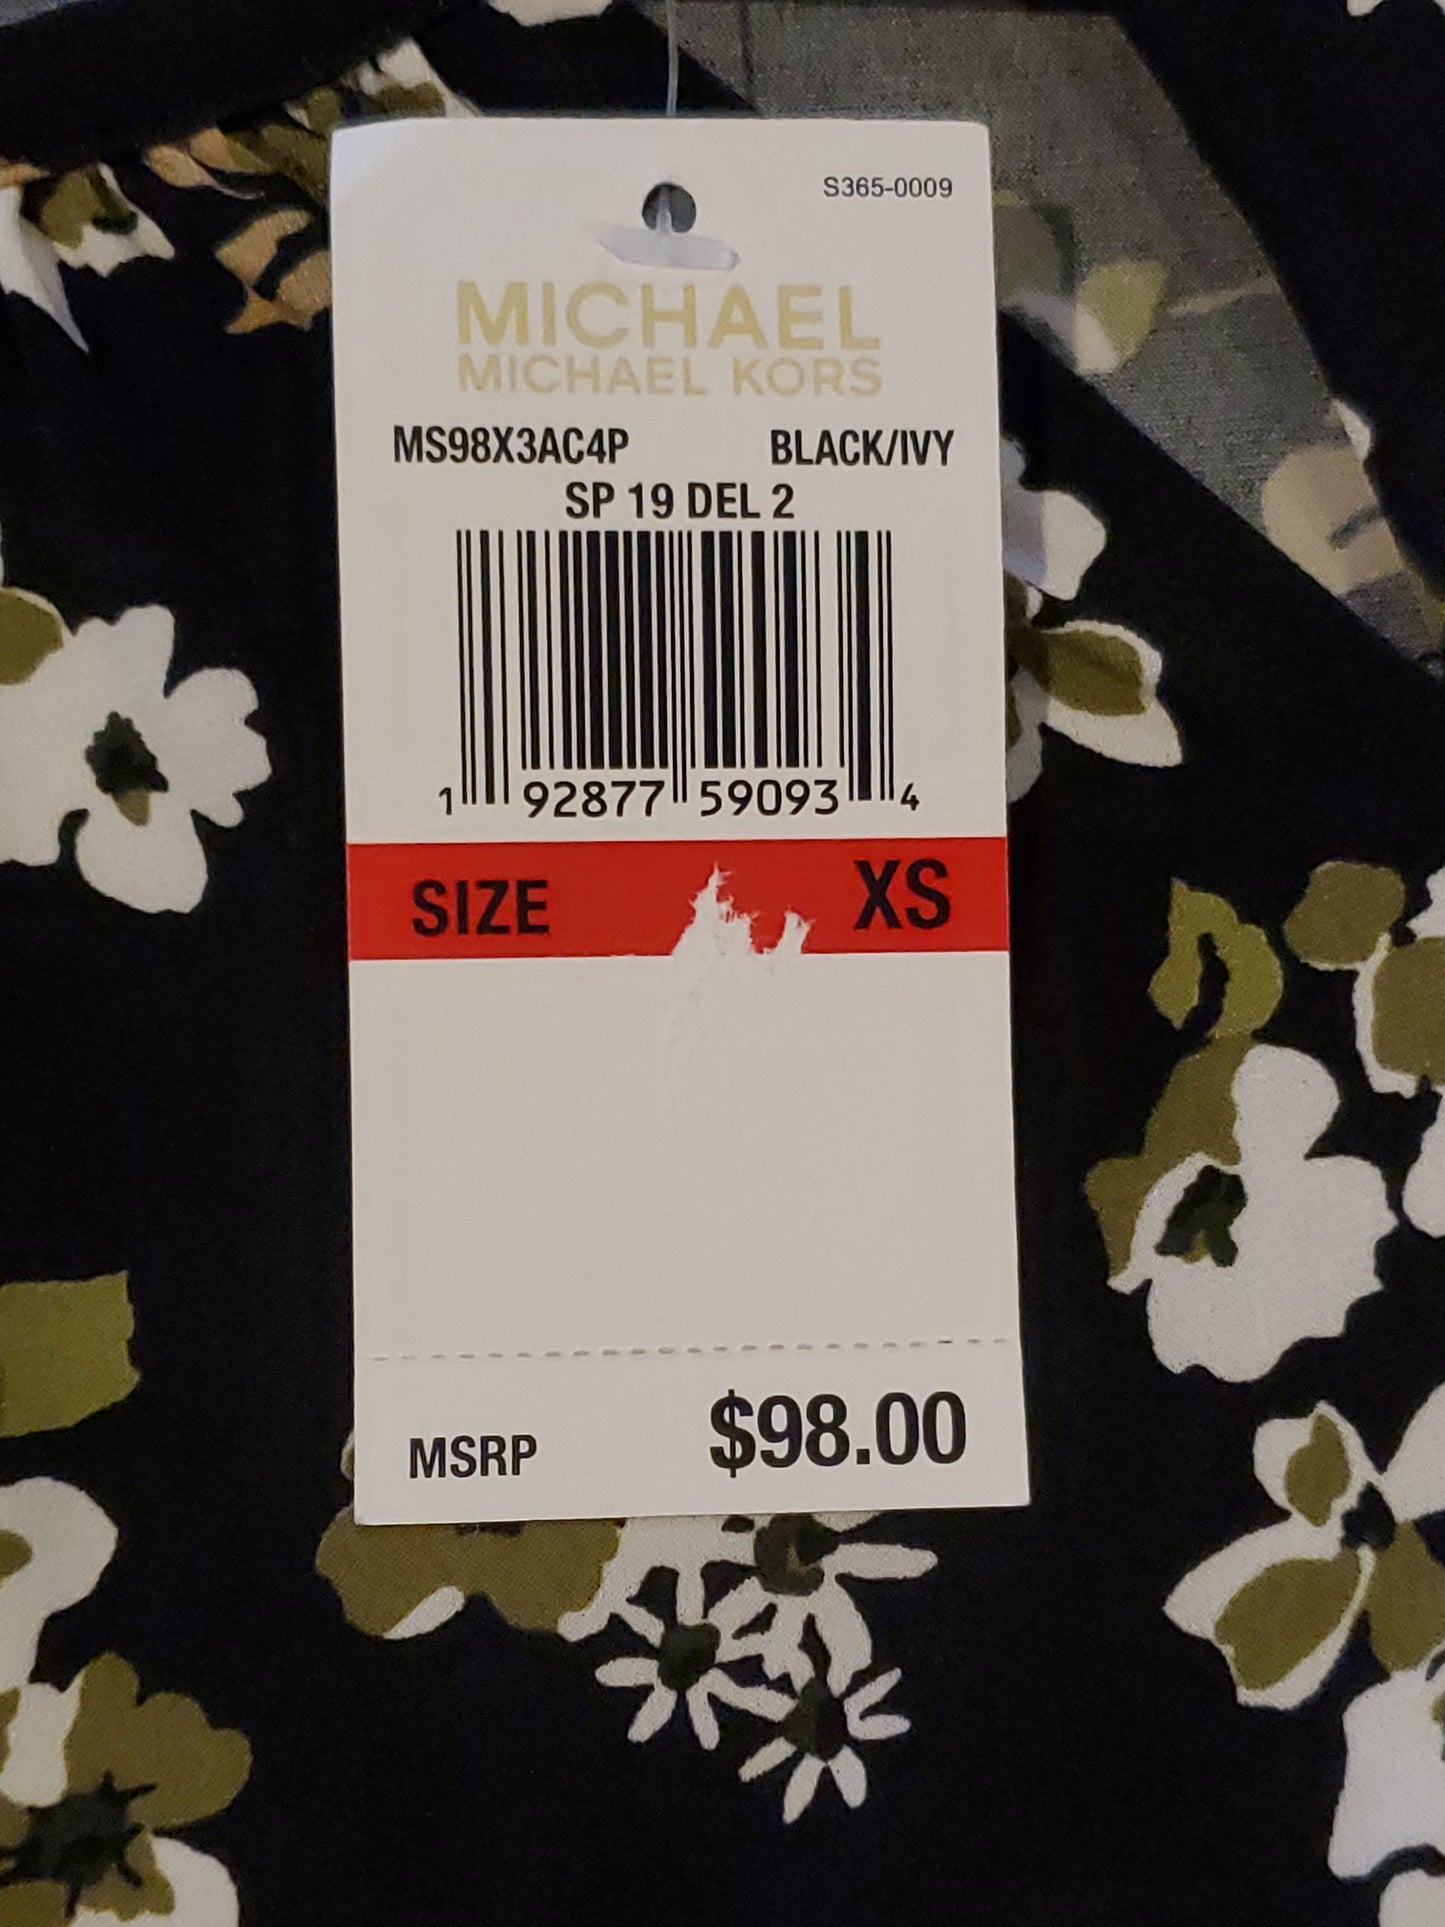 S365-0009
MICHAEL
MICHAEL KORS
MS98X3AC4P BLACK/IVY
SP 19 DEL 2
1 92877 59093 4
SIZE XS
MSRP $98.00